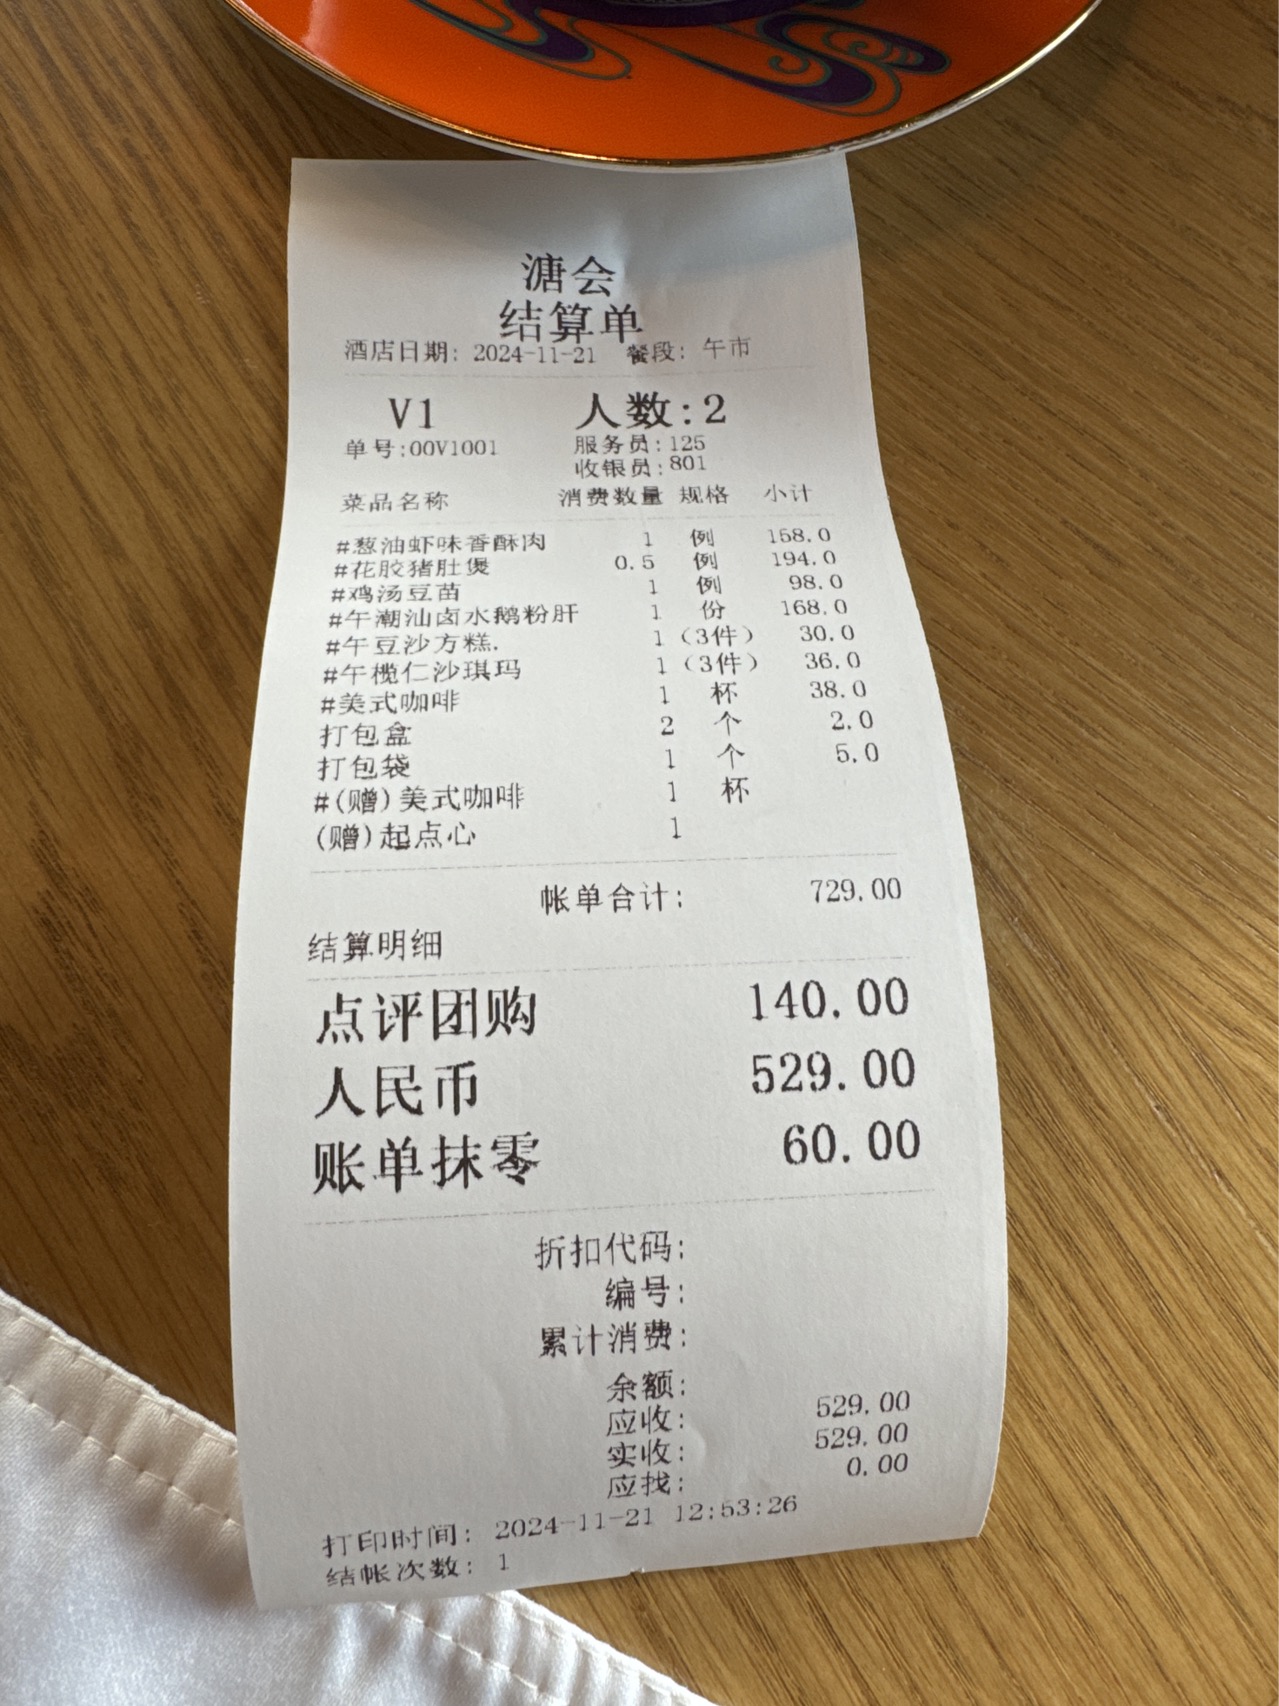 溏会
结算单
酒店日期: 2024-11-21 餐段: 午市
V1 人数:2
单号:00V1001 服务员:125
收银员:801
菜品名称 消费数量 规格 小计
#葱油虾味香酥肉 1 例 158.0
#花胶猪肚煲 0.5 例 194.0
#鸡汤豆苗 1 例 98.0
#午潮汕卤水鹅粉肝 1 份 168.0
#午豆沙方糕. 1 (3件) 30.0
#午榄仁沙琪玛 1 (3件) 36.0
#美式咖啡 1 杯 38.0
打包盒 2 个 2.0
打包袋 1 个 5.0
#(赠)美式咖啡 1 杯
(赠)起点心 1
帐单合计: 729.00
结算明细
点评团购 140.00
人民币 529.00
账单抹零 60.00
折扣代码:
编号:
累计消费:
余额:
应收: 529.00
实收: 529.00
应找: 0.00
打印时间: 2024-11-21 12:53:26
结帐次数: 1